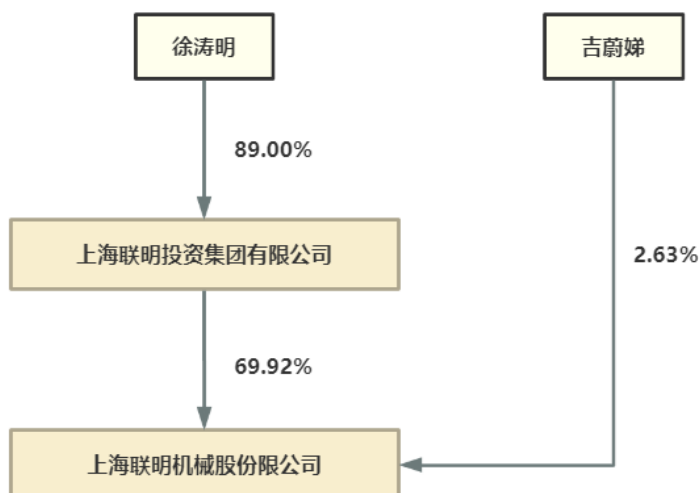 徐涛明
吉蔚娣
89.00%
上海联明投资集团有限公司
2.63%
69.92%
上海联明机械股份限公司